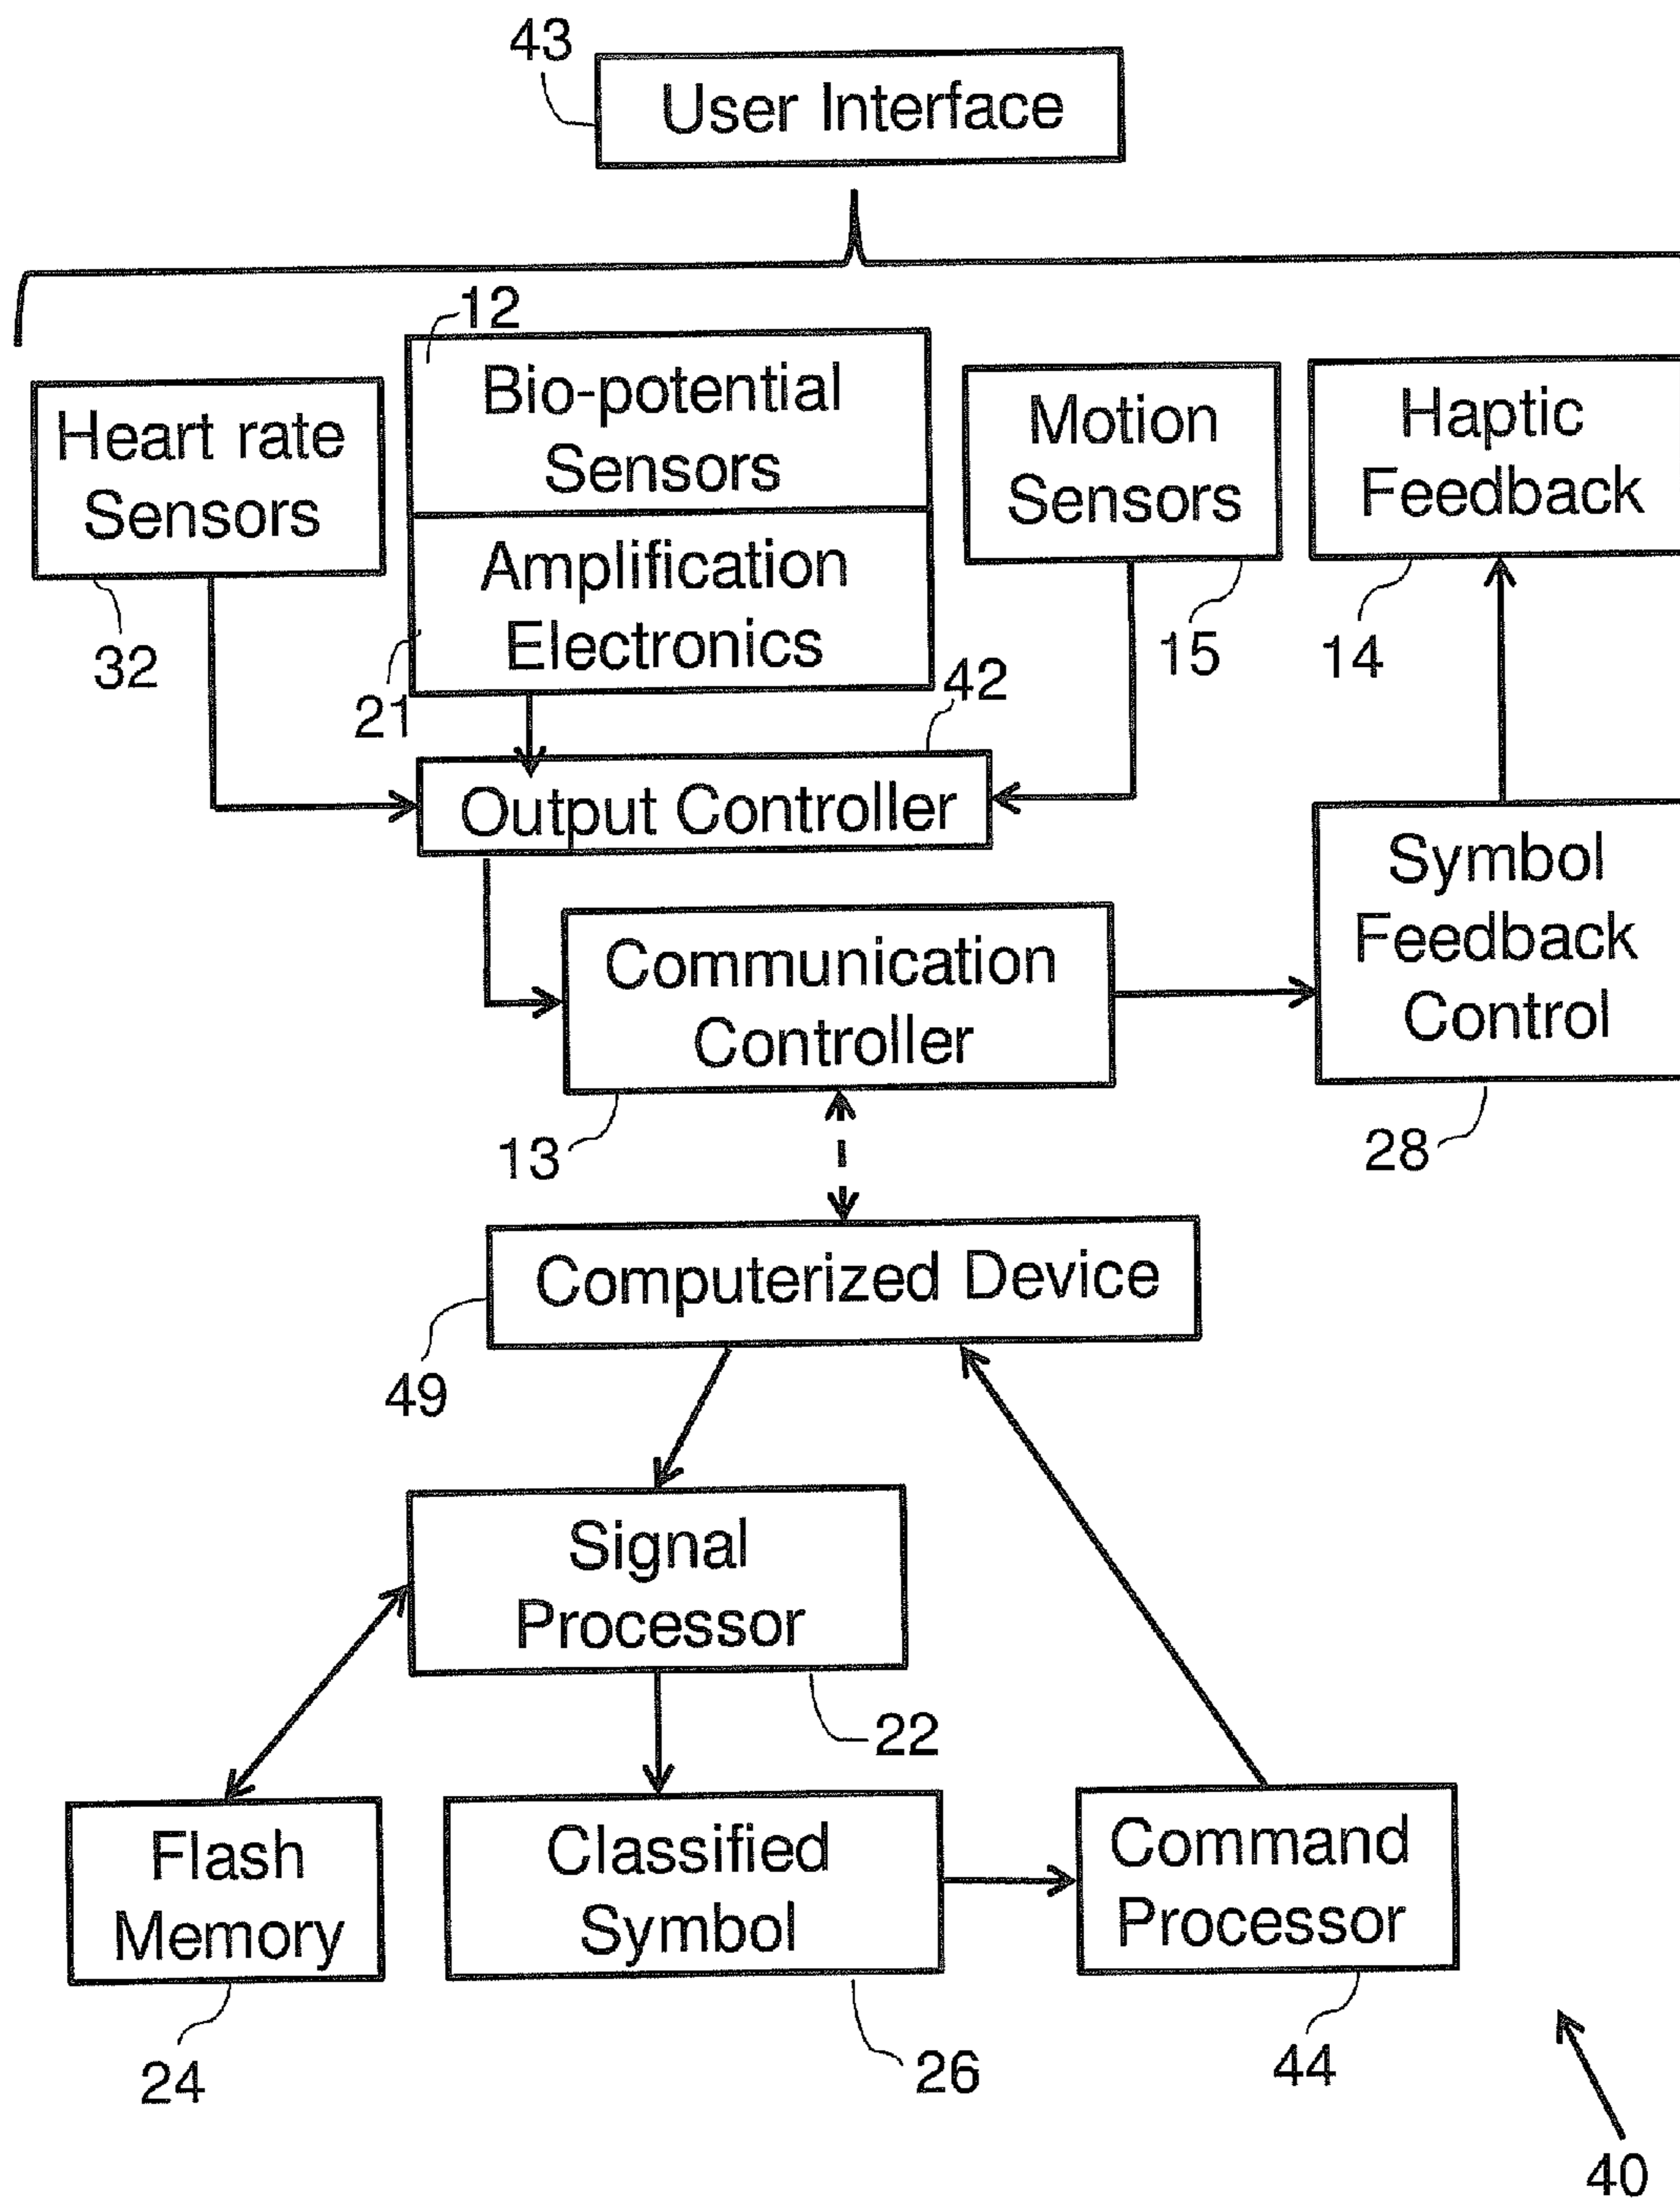 43
User Interface
12
Heart rate
Sensors
32
Bio-potential
Sensors
Amplification
Electronics
21
Motion
Sensors
15
Haptic
Feedback
14
42
Output Controller
Communication
Controller
13
Symbol
Feedback
Control
28
Computerized Device
49
Signal
Processor
22
Flash
Memory
24
Classified
Symbol
26
Command
Processor
44
40